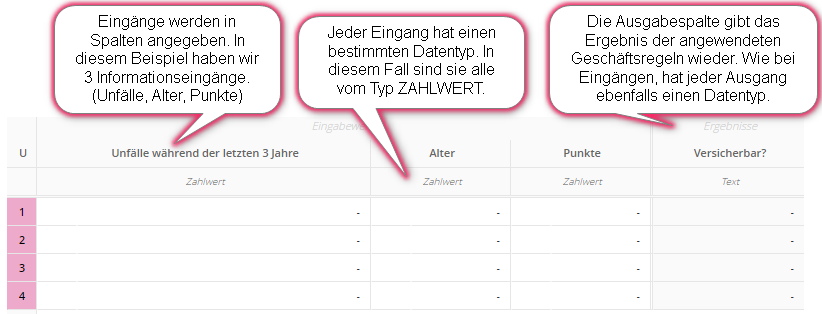 Eingänge werden in
Spalten angegeben. In
diesem Beispiel haben wir
3 Informationseingänge.
(Unfälle, Alter, Punkte)
Jeder Eingang hat einen
bestimmten Datentyp. In
diesem Fall sind sie alle
vom Typ ZAHLWERT.
Die Ausgabespalte gibt das
Ergebnis der angewendeten
Geschäftsregeln wieder. Wie bei
Eingängen, hat jeder Ausgang
ebenfalls einen Datentyp.
Ergebnisse
U Unfälle während der letzten 3 Jahre Alter Punkte Versicherbar?
Zahlwert Zahlwert Zahlwert Text
1 - - - -
2 - - - -
3 - - - -
4 - - - -